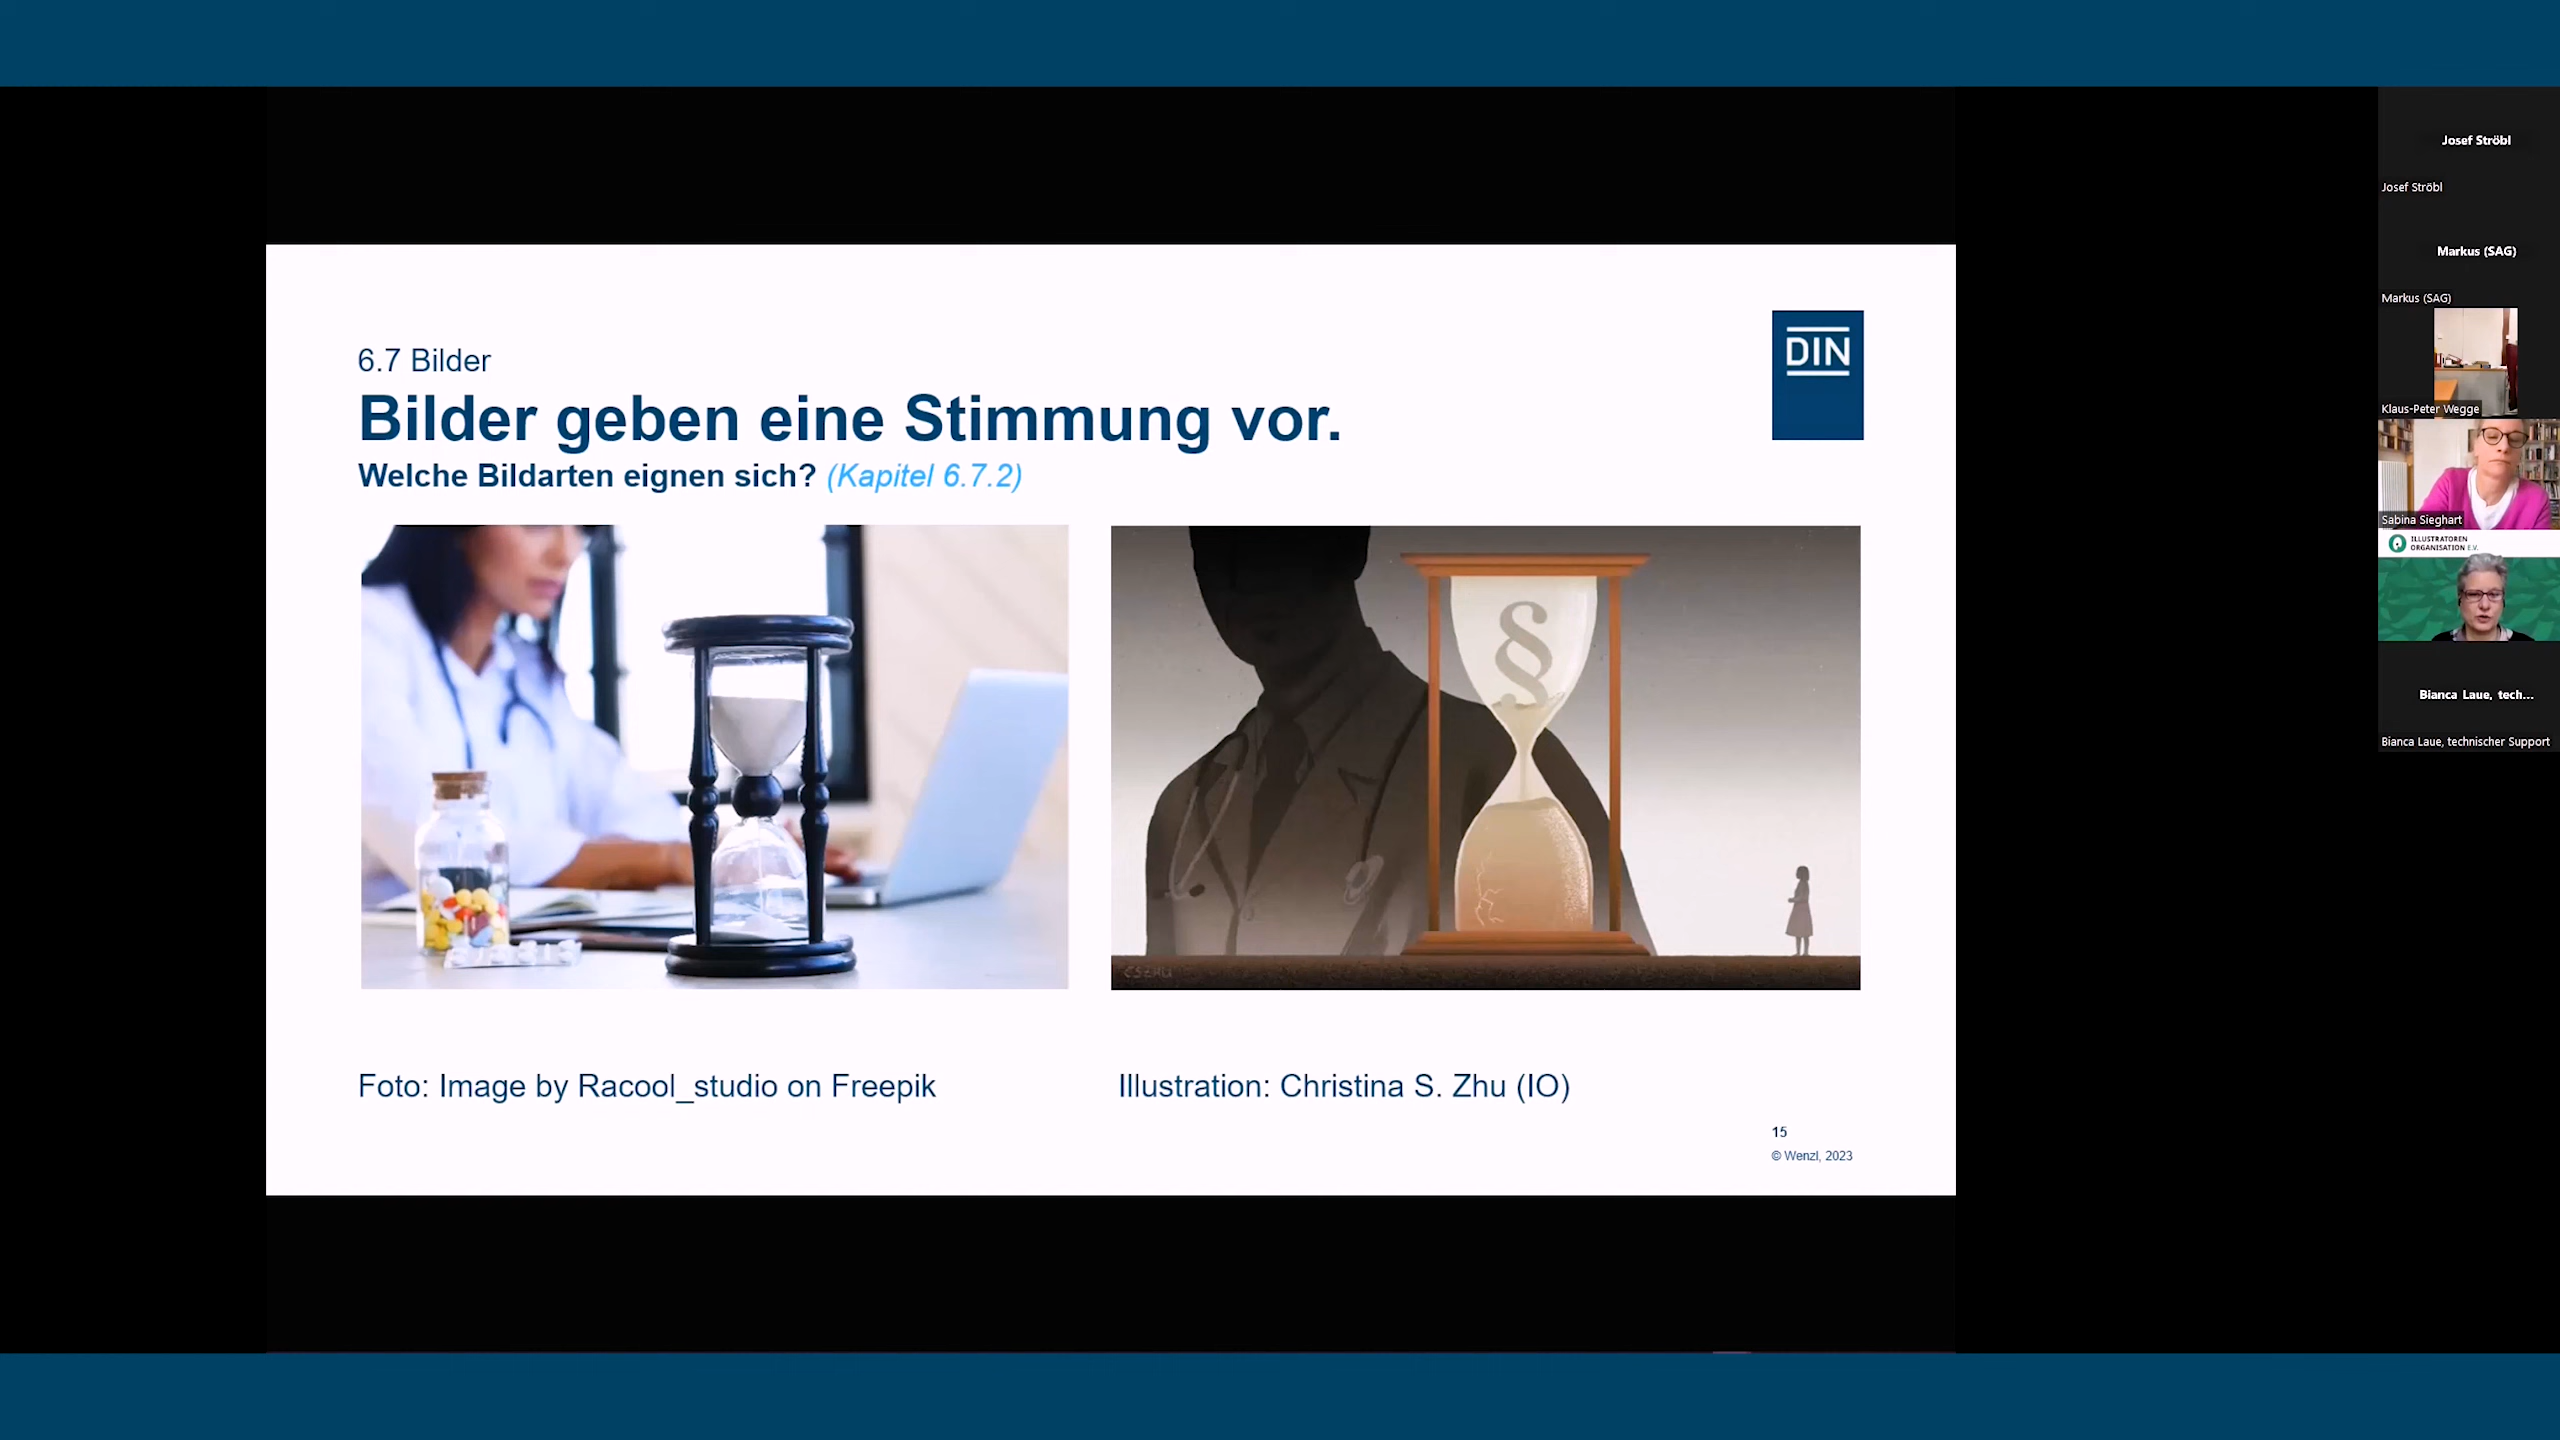 6.7 Bilder
Bilder geben eine Stimmung vor.
Welche Bildarten eignen sich? (Kapitel 6.7.2)
DIN
§
CSZHU
Foto: Image by Racool_studio on Freepik
Illustration: Christina S. Zhu (IO)
15
© Wenzl, 2023
Josef Ströbl
Josef Ströbl
Markus (SAG)
Markus (SAG)
Klaus-Peter Wegge
Sabina Sieghart
ILLUSTRATOREN
ORGANISATION E.V.
Bianca Laue, tech...
Bianca Laue, technischer Support